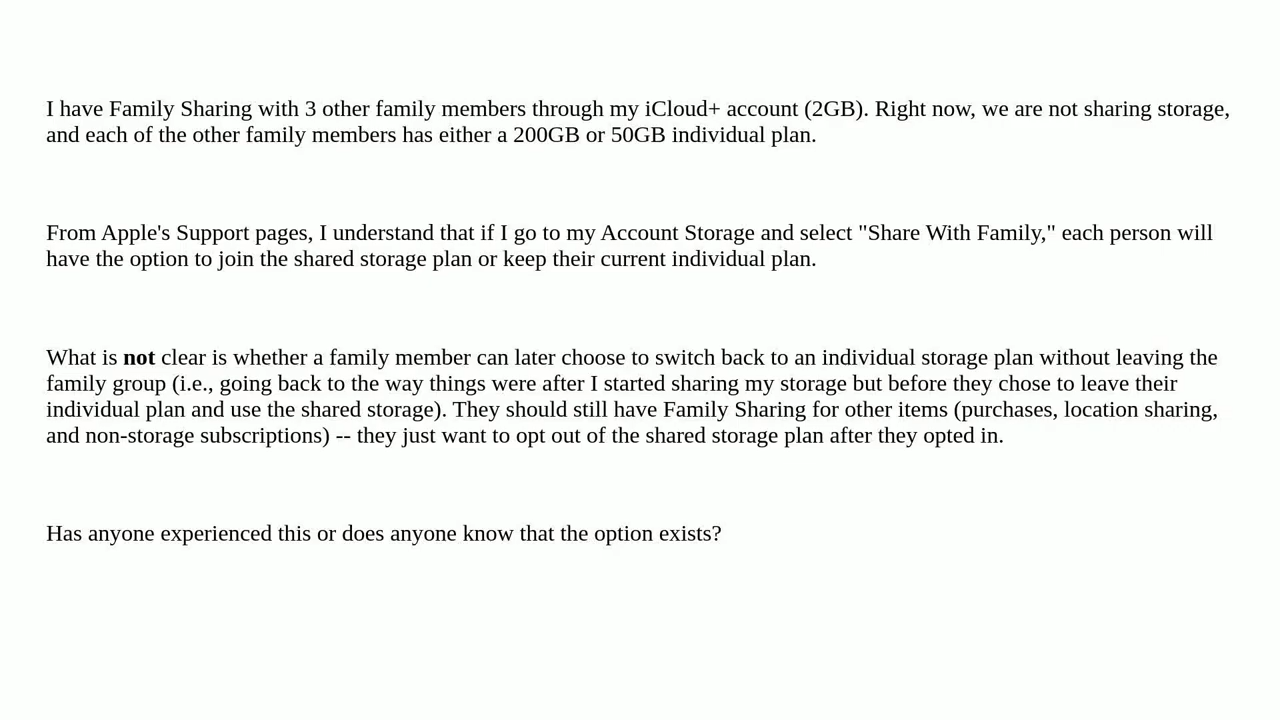 I have Family Sharing with 3 other family members through my iCloud+ account (2GB). Right now, we are not sharing storage,
and each of the other family members has either a 200GB or 50GB individual plan.
From Apple's Support pages, I understand that if I go to my Account Storage and select "Share With Family," each person will
have the option to join the shared storage plan or keep their current individual plan.
What is not clear is whether a family member can later choose to switch back to an individual storage plan without leaving the
family group (i.e., going back to the way things were after I started sharing my storage but before they chose to leave their
individual plan and use the shared storage). They should still have Family Sharing for other items (purchases, location sharing,
and non-storage subscriptions) -- they just want to opt out of the shared storage plan after they opted in.
Has anyone experienced this or does anyone know that the option exists?